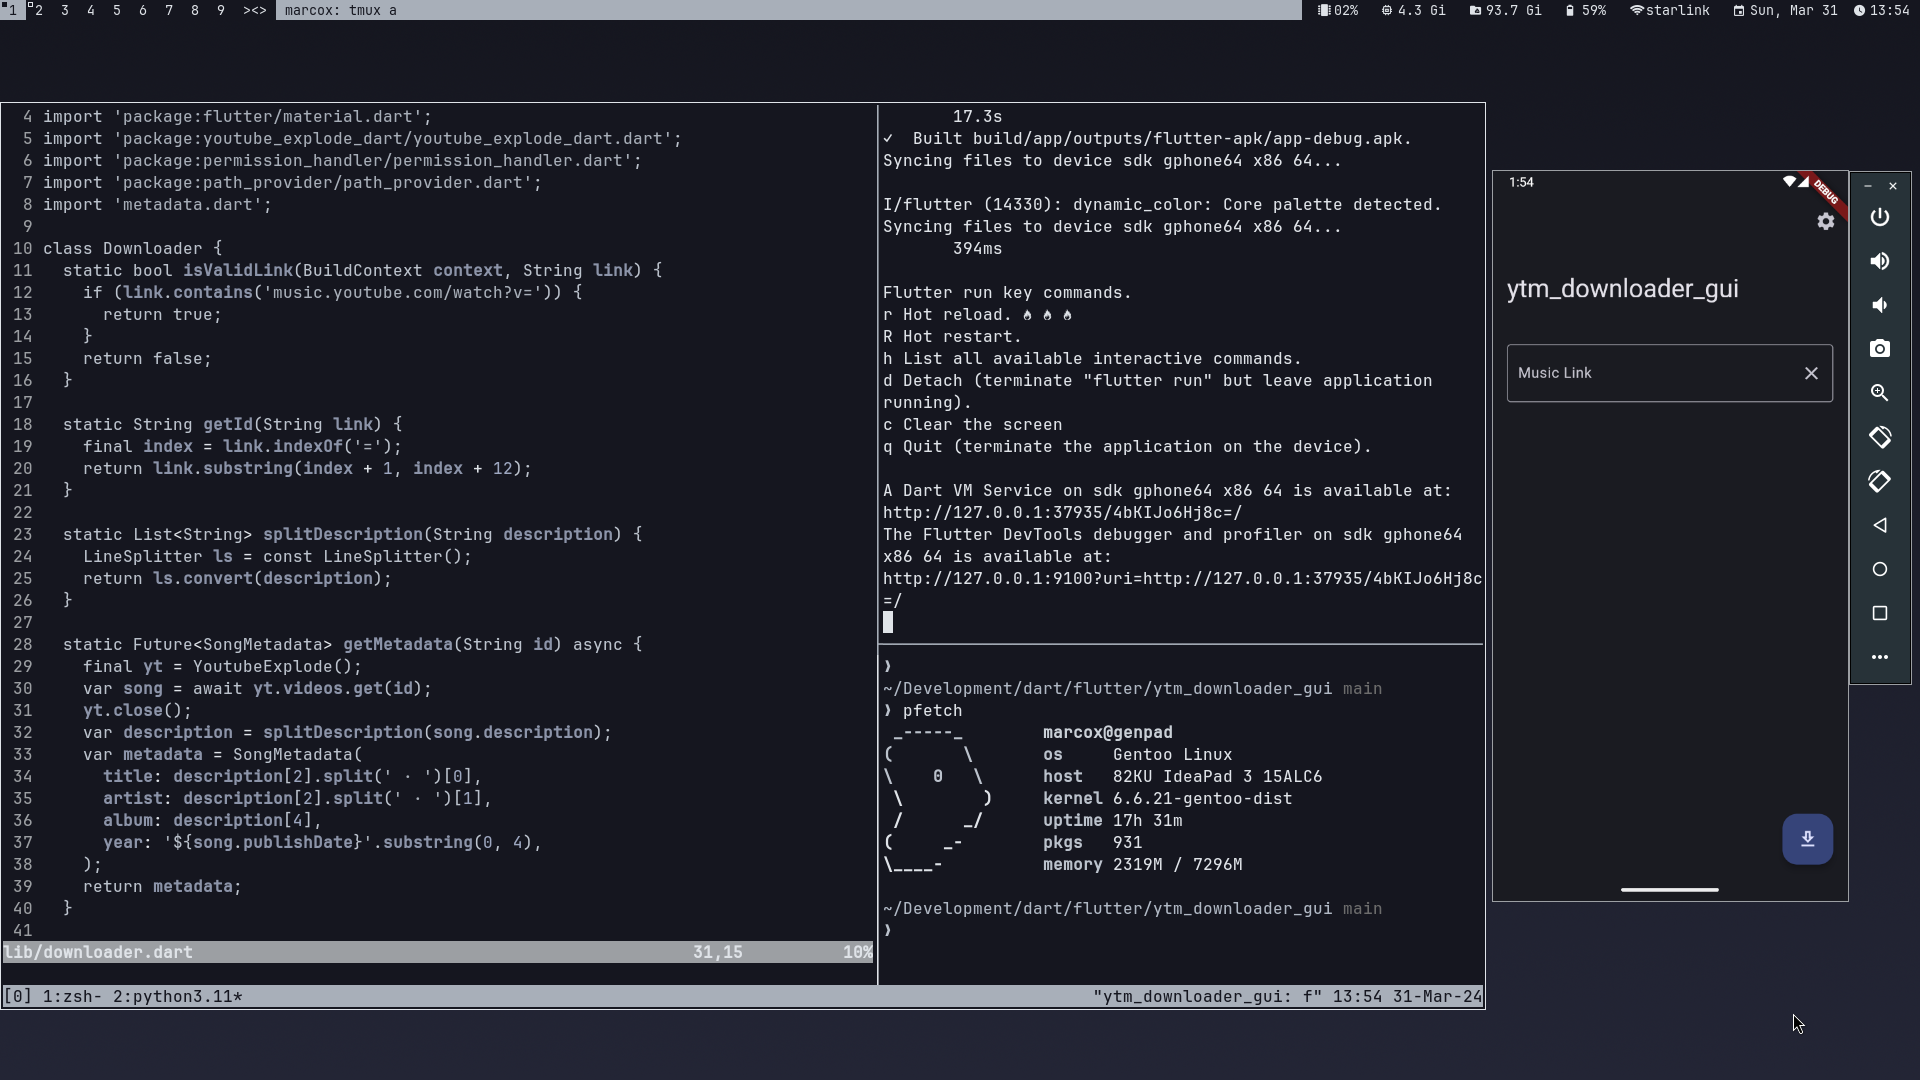 1 2 3 4 5 6 7 8 9 ><> marcox: tmux a 02% 4.3 Gi 93.7 Gi 59% starlink Sun, Mar 31 13:54
4 import 'package:flutter/material.dart';
5 import 'package:youtube_explode_dart/youtube_explode_dart.dart';
6 import 'package:permission_handler/permission_handler.dart';
7 import 'package:path_provider/path_provider.dart';
8 import 'metadata.dart';
9
10 class Downloader {
11   static bool isValidLink(BuildContext context, String link) {
12     if (link.contains('music.youtube.com/watch?v=')) {
13       return true;
14     }
15     return false;
16   }
17
18   static String getId(String link) {
19     final index = link.indexOf('=');
20     return link.substring(index + 1, index + 12);
21   }
22
23   static List<String> splitDescription(String description) {
24     LineSplitter ls = const LineSplitter();
25     return ls.convert(description);
26   }
27
28   static Future<SongMetadata> getMetadata(String id) async {
29     final yt = YoutubeExplode();
30     var song = await yt.videos.get(id);
31     yt.close();
32     var description = splitDescription(song.description);
33     var metadata = SongMetadata(
34       title: description[2].split(' · ')[0],
35       artist: description[2].split(' · ')[1],
36       album: description[4],
37       year: '${song.publishDate}'.substring(0, 4),
38     );
39     return metadata;
40   }
41
lib/downloader.dart 31,15 10%
17.3s
✓  Built build/app/outputs/flutter-apk/app-debug.apk.
Syncing files to device sdk gphone64 x86 64...
I/flutter (14330): dynamic_color: Core palette detected.
Syncing files to device sdk gphone64 x86 64...
394ms
Flutter run key commands.
r Hot reload. 🔥🔥🔥
R Hot restart.
h List all available interactive commands.
d Detach (terminate "flutter run" but leave application
running).
c Clear the screen
q Quit (terminate the application on the device).
A Dart VM Service on sdk gphone64 x86 64 is available at:
http://127.0.0.1:37935/4bKIJo6Hj8c=/
The Flutter DevTools debugger and profiler on sdk gphone64
x86 64 is available at:
http://127.0.0.1:9100?uri=http://127.0.0.1:37935/4bKIJo6Hj8c
=/
❫
~/Development/dart/flutter/ytm_downloader_gui main
❫ pfetch
 _-----_        marcox@genpad
(       \       os     Gentoo Linux
\    0   \      host   82KU IdeaPad 3 15ALC6
 \        )     kernel 6.6.21-gentoo-dist
 /      _/      uptime 17h 31m
(     _-        pkgs   931
\____-          memory 2319M / 7296M
~/Development/dart/flutter/ytm_downloader_gui main
❫
[0] 1:zsh- 2:python3.11* "ytm_downloader_gui: f" 13:54 31-Mar-24
1:54
DEBUG
ytm_downloader_gui
Music Link